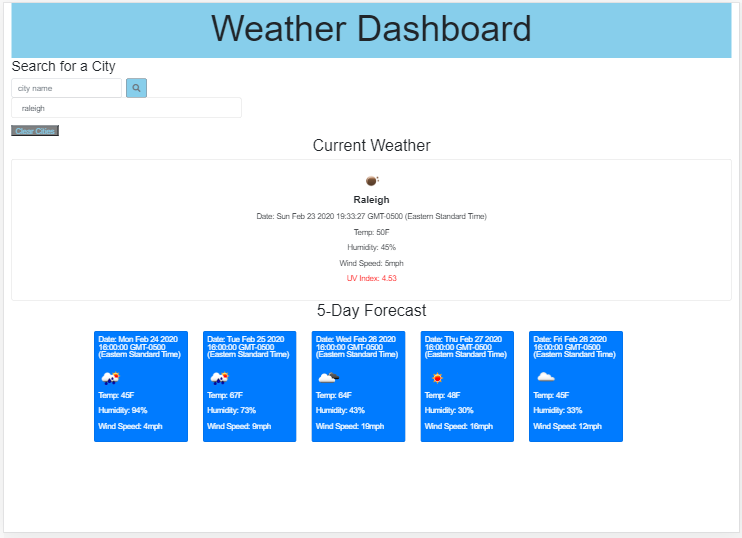 Weather Dashboard
Search for a City
city name
raleigh
Clear Cities
Current Weather
Raleigh
Date: Sun Feb 23 2020 19:33:27 GMT-0500 (Eastern Standard Time)
Temp: 50F
Humidity: 45%
Wind Speed: 5mph
UV Index: 4.53
5-Day Forecast
Date: Mon Feb 24 2020
16:00:00 GMT-0500
(Eastern Standard Time)
Temp: 45F
Humidity: 94%
Wind Speed: 4mph
Date: Tue Feb 25 2020
16:00:00 GMT-0500
(Eastern Standard Time)
Temp: 67F
Humidity: 73%
Wind Speed: 9mph
Date: Wed Feb 26 2020
16:00:00 GMT-0500
(Eastern Standard Time)
Temp: 64F
Humidity: 43%
Wind Speed: 19mph
Date: Thu Feb 27 2020
16:00:00 GMT-0500
(Eastern Standard Time)
Temp: 48F
Humidity: 30%
Wind Speed: 16mph
Date: Fri Feb 28 2020
16:00:00 GMT-0500
(Eastern Standard Time)
Temp: 45F
Humidity: 33%
Wind Speed: 12mph